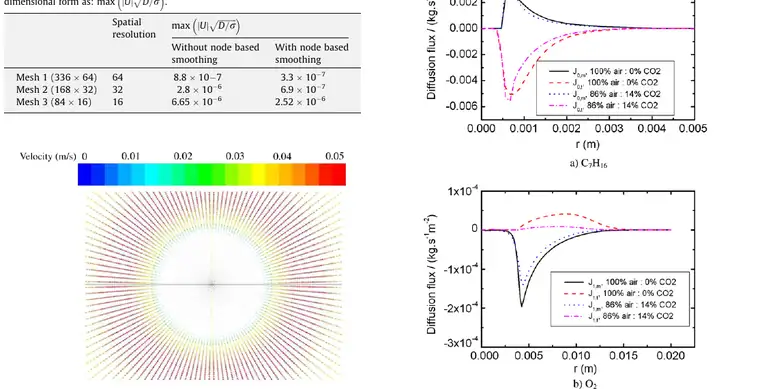 dimensional form as: max (|U|√D/σ).
Spatial resolution max (|U|√D/σ)
Without node based smoothing With node based smoothing
Mesh 1 (336 × 64) 64 8.8 × 10−7 3.3 × 10⁻⁷
Mesh 2 (168 × 32) 32 2.8 × 10⁻⁶ 6.9 × 10⁻⁷
Mesh 3 (84 × 16) 16 6.65 × 10⁻⁶ 2.52 × 10⁻⁶
Velocity (m/s) 0 0.01 0.02 0.03 0.04 0.05
Diffusion flux / (kg.s
0.002
0.000
-0.002
-0.004
-0.006
J0,m, 100% air : 0% CO2
J0,t, 100% air : 0% CO2
J0,m, 86% air : 14% CO2
J0,t, 86% air : 14% CO2
0.000 0.001 0.002 0.003 0.004 0.005
r (m)
a) C₇H₁₆
Diffusion flux / (kg.s⁻¹m⁻²)
1x10⁻⁴
0
-1x10⁻⁴
-2x10⁻⁴
-3x10⁻⁴
J1,m, 100% air : 0% CO2
J1,t, 100% air : 0% CO2
J1,m, 86% air : 14% CO2
J1,t, 86% air : 14% CO2
0.000 0.005 0.010 0.015 0.020
r (m)
b) O₂